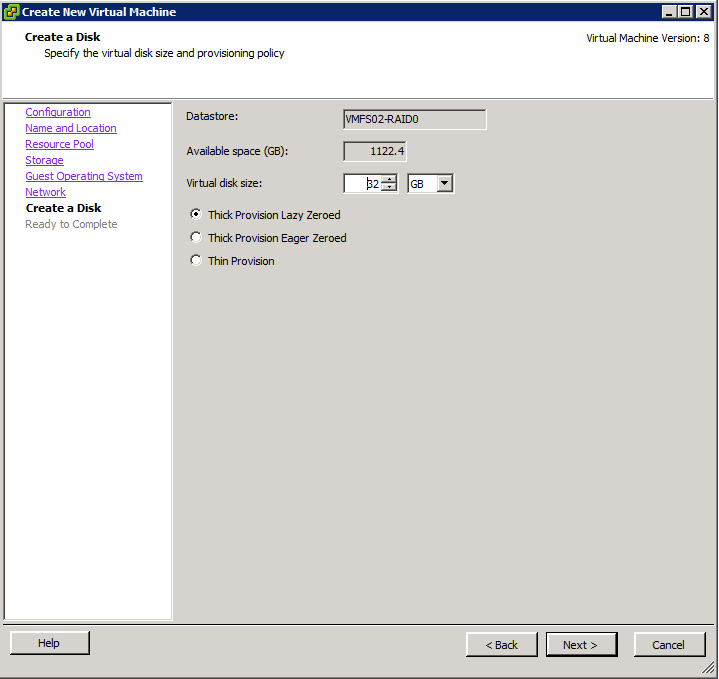 Create New Virtual Machine
Create a Disk
Specify the virtual disk size and provisioning policy
Virtual Machine Version: 8
Configuration
Name and Location
Resource Pool
Storage
Guest Operating System
Network
Create a Disk
Ready to Complete
Datastore: VMFS02-RAID0
Available space (GB): 1122.4
Virtual disk size: 32 GB
Thick Provision Lazy Zeroed
Thick Provision Eager Zeroed
Thin Provision
Help < Back Next > Cancel